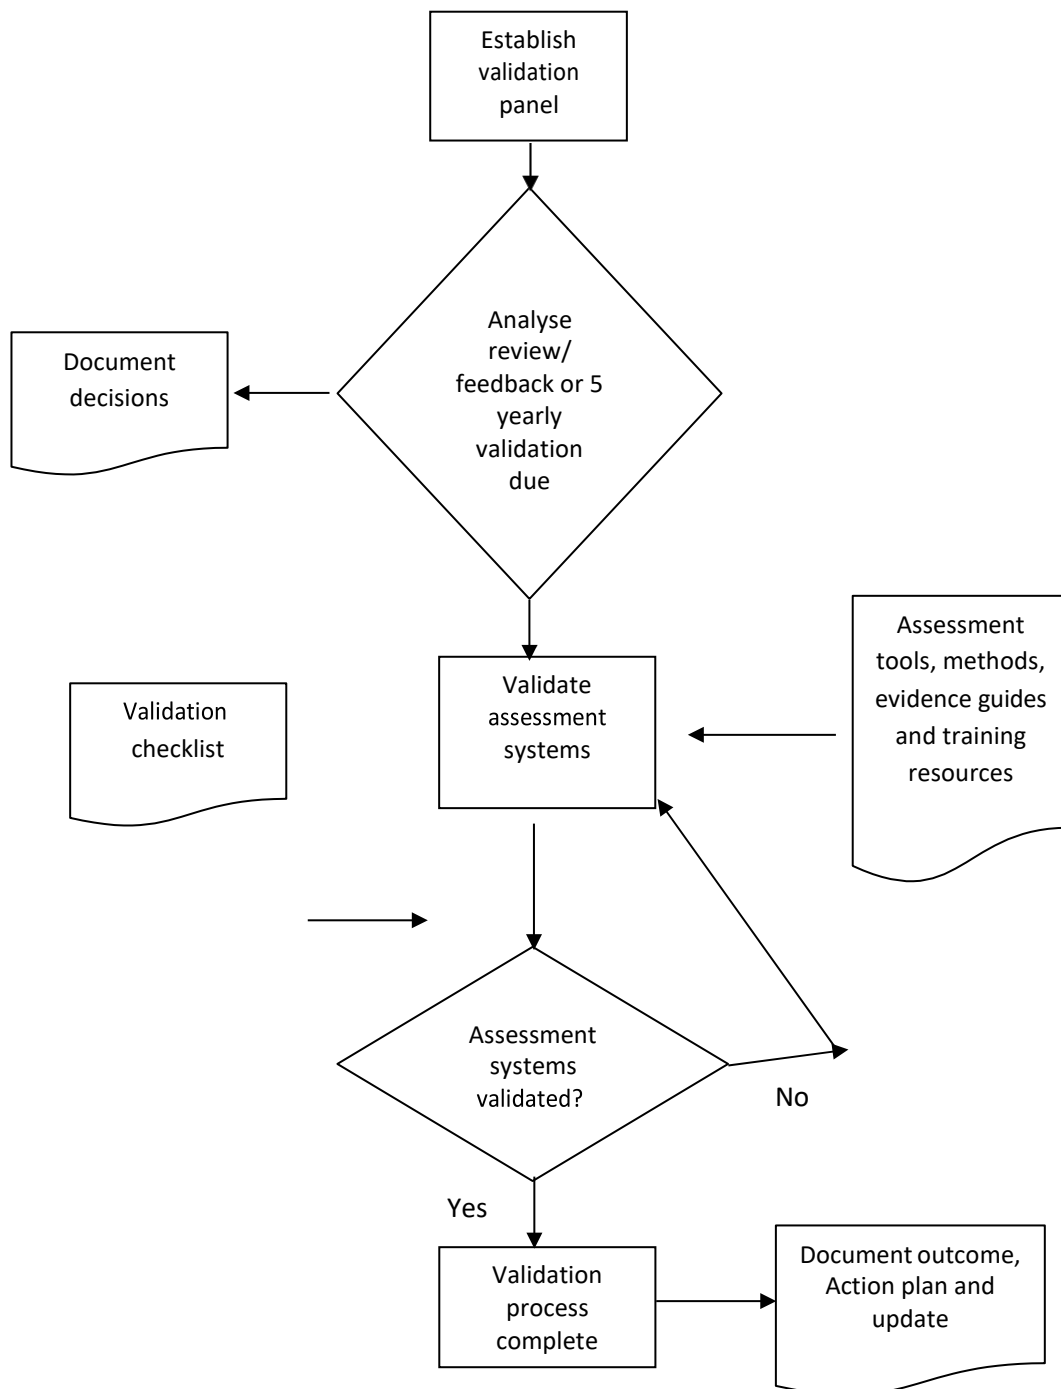 Establish
validation
panel
Analyse
review/
feedback or 5
yearly
validation
due
Document
decisions
Assessment
tools, methods,
evidence guides
and training
resources
Validate
assessment
systems
Validation
checklist
Assessment
systems
validated?
No
Yes
Validation
process
complete
Document outcome,
Action plan and
update